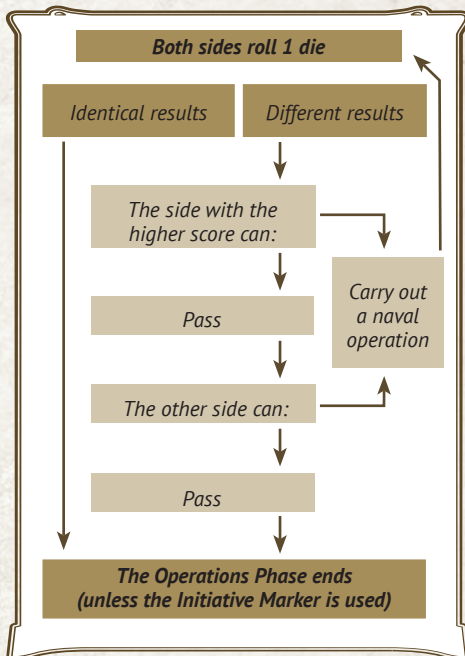 Both sides roll 1 die
Identical results
Different results
The side with the
higher score can:
Carry out
a naval
operation
Pass
The other side can:
Pass
The Operations Phase ends
(unless the Initiative Marker is used)